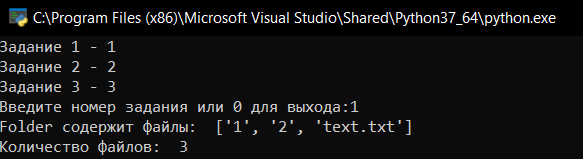 C:\Program Files (x86)\Microsoft Visual Studio\Shared\Python37_64\python.exe
Задание 1 - 1
Задание 2 - 2
Задание 3 - 3
Введите номер задания или 0 для выхода:1
Folder содержит файлы:  ['1', '2', 'text.txt']
Количество файлов:  3